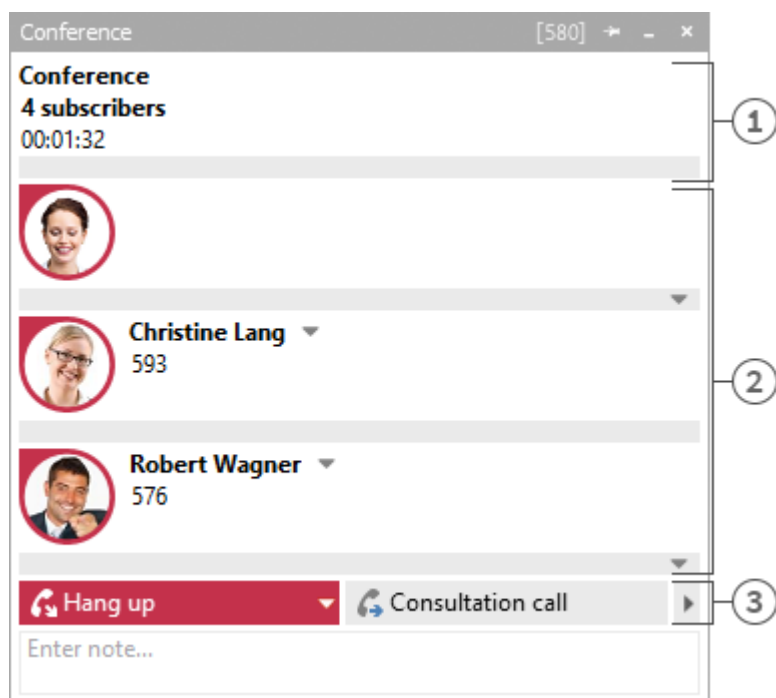 Conference [580]
Conference
4 subscribers
00:01:32
1
Christine Lang
593
2
Robert Wagner
576
Hang up Consultation call
3
Enter note...